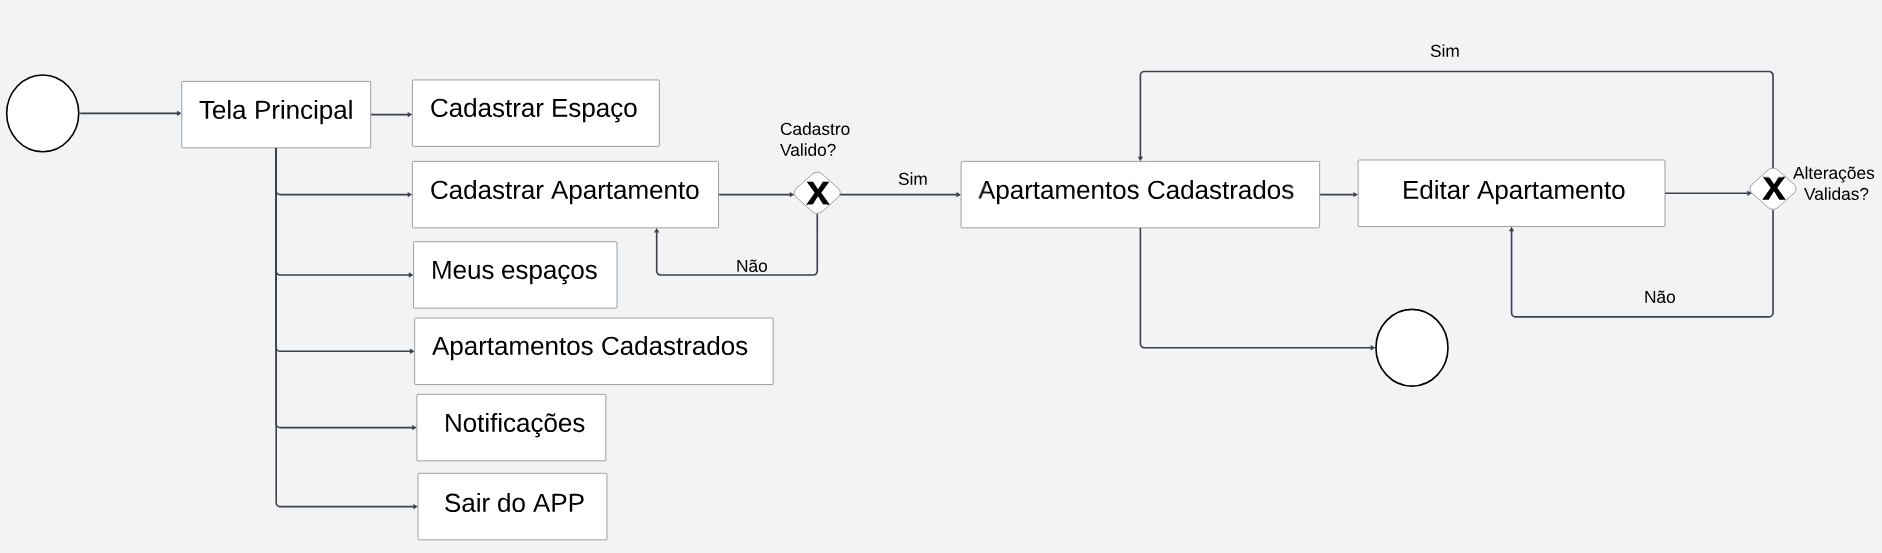 Sim
Tela Principal
Cadastrar Espaço
Cadastro
Valido?
Cadastrar Apartamento
X
Sim
Apartamentos Cadastrados
Editar Apartamento
X
Alterações
Validas?
Meus espaços
Não
Não
Apartamentos Cadastrados
Notificações
Sair do APP